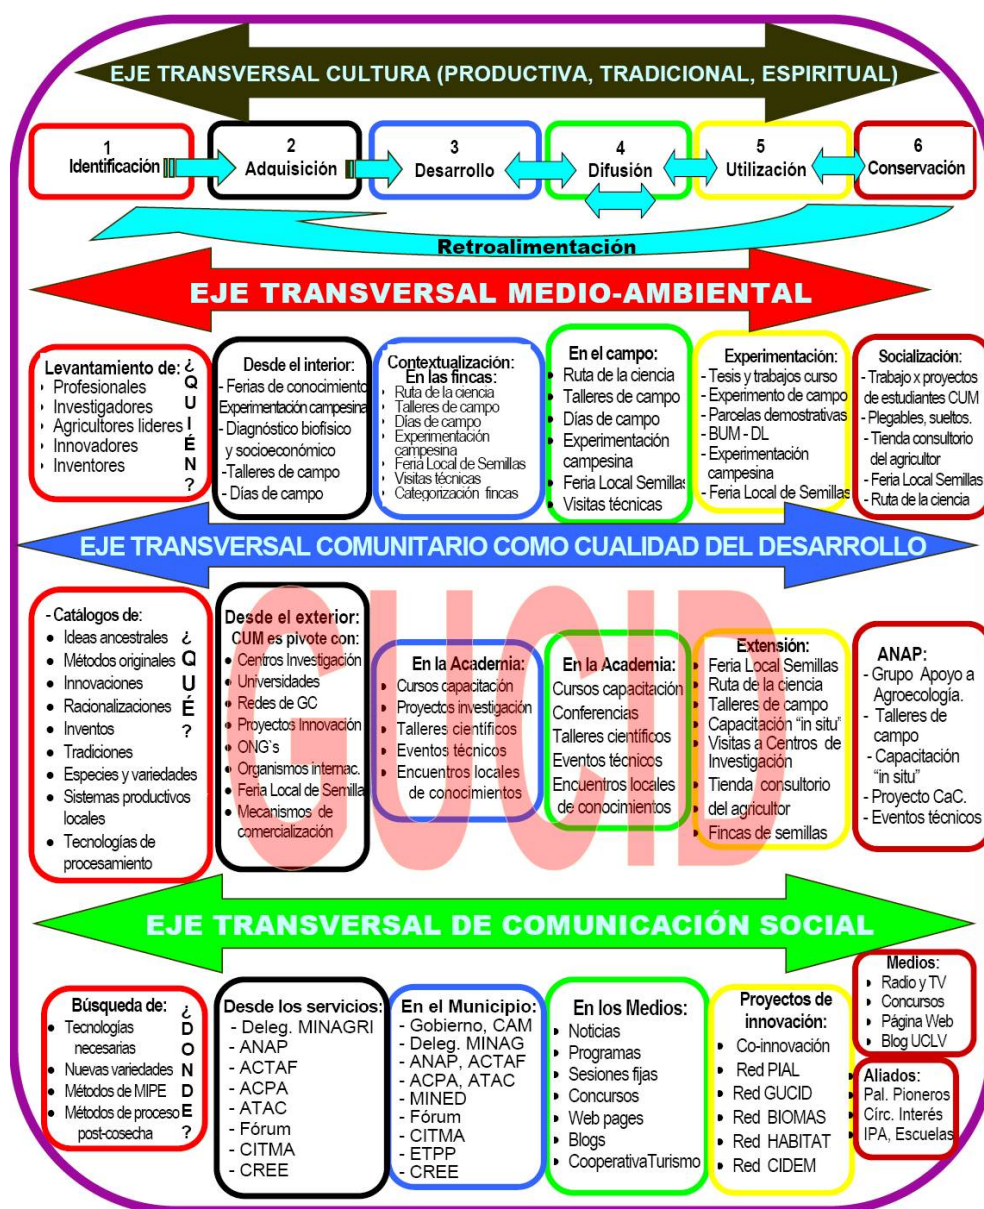 EJE TRANSVERSAL CULTURA (PRODUCTIVA, TRADICIONAL, ESPIRITUAL)
1
Identificación
2
Adquisición
3
Desarrollo
4
Difusión
5
Utilización
6
Conservación
Retroalimentación
EJE TRANSVERSAL MEDIO-AMBIENTAL
Levantamiento de:
Profesionales
Investigadores
Agricultores lideres
Innovadores
Inventores
¿QUIÉN?
Desde el interior:
- Ferias de conocimiento
Experimentación campesina
- Diagnóstico biofísico
y socioeconómico
-Talleres de campo
- Días de campo
Contextualización:
En las fincas:
Ruta de la ciencia
Talleres de campo
Días de campo
Experimentación
campesina
Feria Local de Semillas
Visitas técnicas
Categorización fincas
En el campo:
Ruta de la ciencia
Talleres de campo
Días de campo
Experimentación
campesina
Feria Local Semillas
Visitas técnicas
Experimentación:
- Tesis y trabajos curso
- Experimento de campo
- Parcelas demostrativas
- BUM - DL
- Experimentación
campesina
- Feria Local de Semillas
Socialización:
- Trabajo x proyectos
de estudiantes CUM
- Plegables, sueltos.
- Tienda consultorio
del agricultor
- Feria Local Semillas
- Ruta de la ciencia
EJE TRANSVERSAL COMUNITARIO COMO CUALIDAD DEL DESARROLLO
GUCID
- Catálogos de:
Ideas ancestrales
Métodos originales
Innovaciones
Racionalizaciones
Inventos
Tradiciones
Especies y variedades
Sistemas productivos
locales
Tecnologías de
procesamiento
¿QUÉ?
Desde el exterior:
CUM es pivote con:
Centros Investigación
Universidades
Redes de GC
Proyectos Innovación
ONG`s
Organismos internac.
Feria Local de Semilla
Mecanismos de
comercialización
En la Academia:
Cursos capacitación
Proyectos investigación
Talleres científicos
Eventos técnicos
Encuentros locales
de conocimientos
En la Academia:
Cursos capacitación
Conferencias
Talleres científicos
Eventos técnicos
Encuentros locales
de conocimientos
Extensión:
Feria Local Semillas
Ruta de la ciencia
Talleres de campo
Capacitación “in situ”
Visitas a Centros de
Investigación
Tienda consultorio
del agricultor
Fincas de semillas
ANAP:
- Grupo Apoyo a
Agroecología.
- Talleres de
campo
- Capacitación
“in situ”
- Proyecto CaC.
- Eventos técnicos
EJE TRANSVERSAL DE COMUNICACIÓN SOCIAL
Búsqueda de:
Tecnologías
necesarias
Nuevas variedades
Métodos de MIPE
Métodos de proceso
post-cosecha
¿DONDE?
Desde los servicios:
- Deleg. MINAGRI
- ANAP
- ACTAF
- ACPA
- ATAC
- Fórum
- CITMA
- CREE
En el Municipio:
- Gobierno, CAM
- Deleg. MINAG
- ANAP, ACTAF
- ACPA, ATAC
- MINED
- Fórum
- CITMA
- ETPP
- CREE
En los Medios:
Noticias
Programas
Sesiones fijas
Concursos
Web pages
Blogs
CooperativaTurismo
Proyectos de
innovación:
Co-innovación
Red PIAL
Red GUCID
Red BIOMAS
Red HABITAT
Red CIDEM
Medios:
Radio y TV
Concursos
Página Web
Blog UCLV
Aliados:
Pal. Pioneros
Círc. Interés
IPA, Escuelas